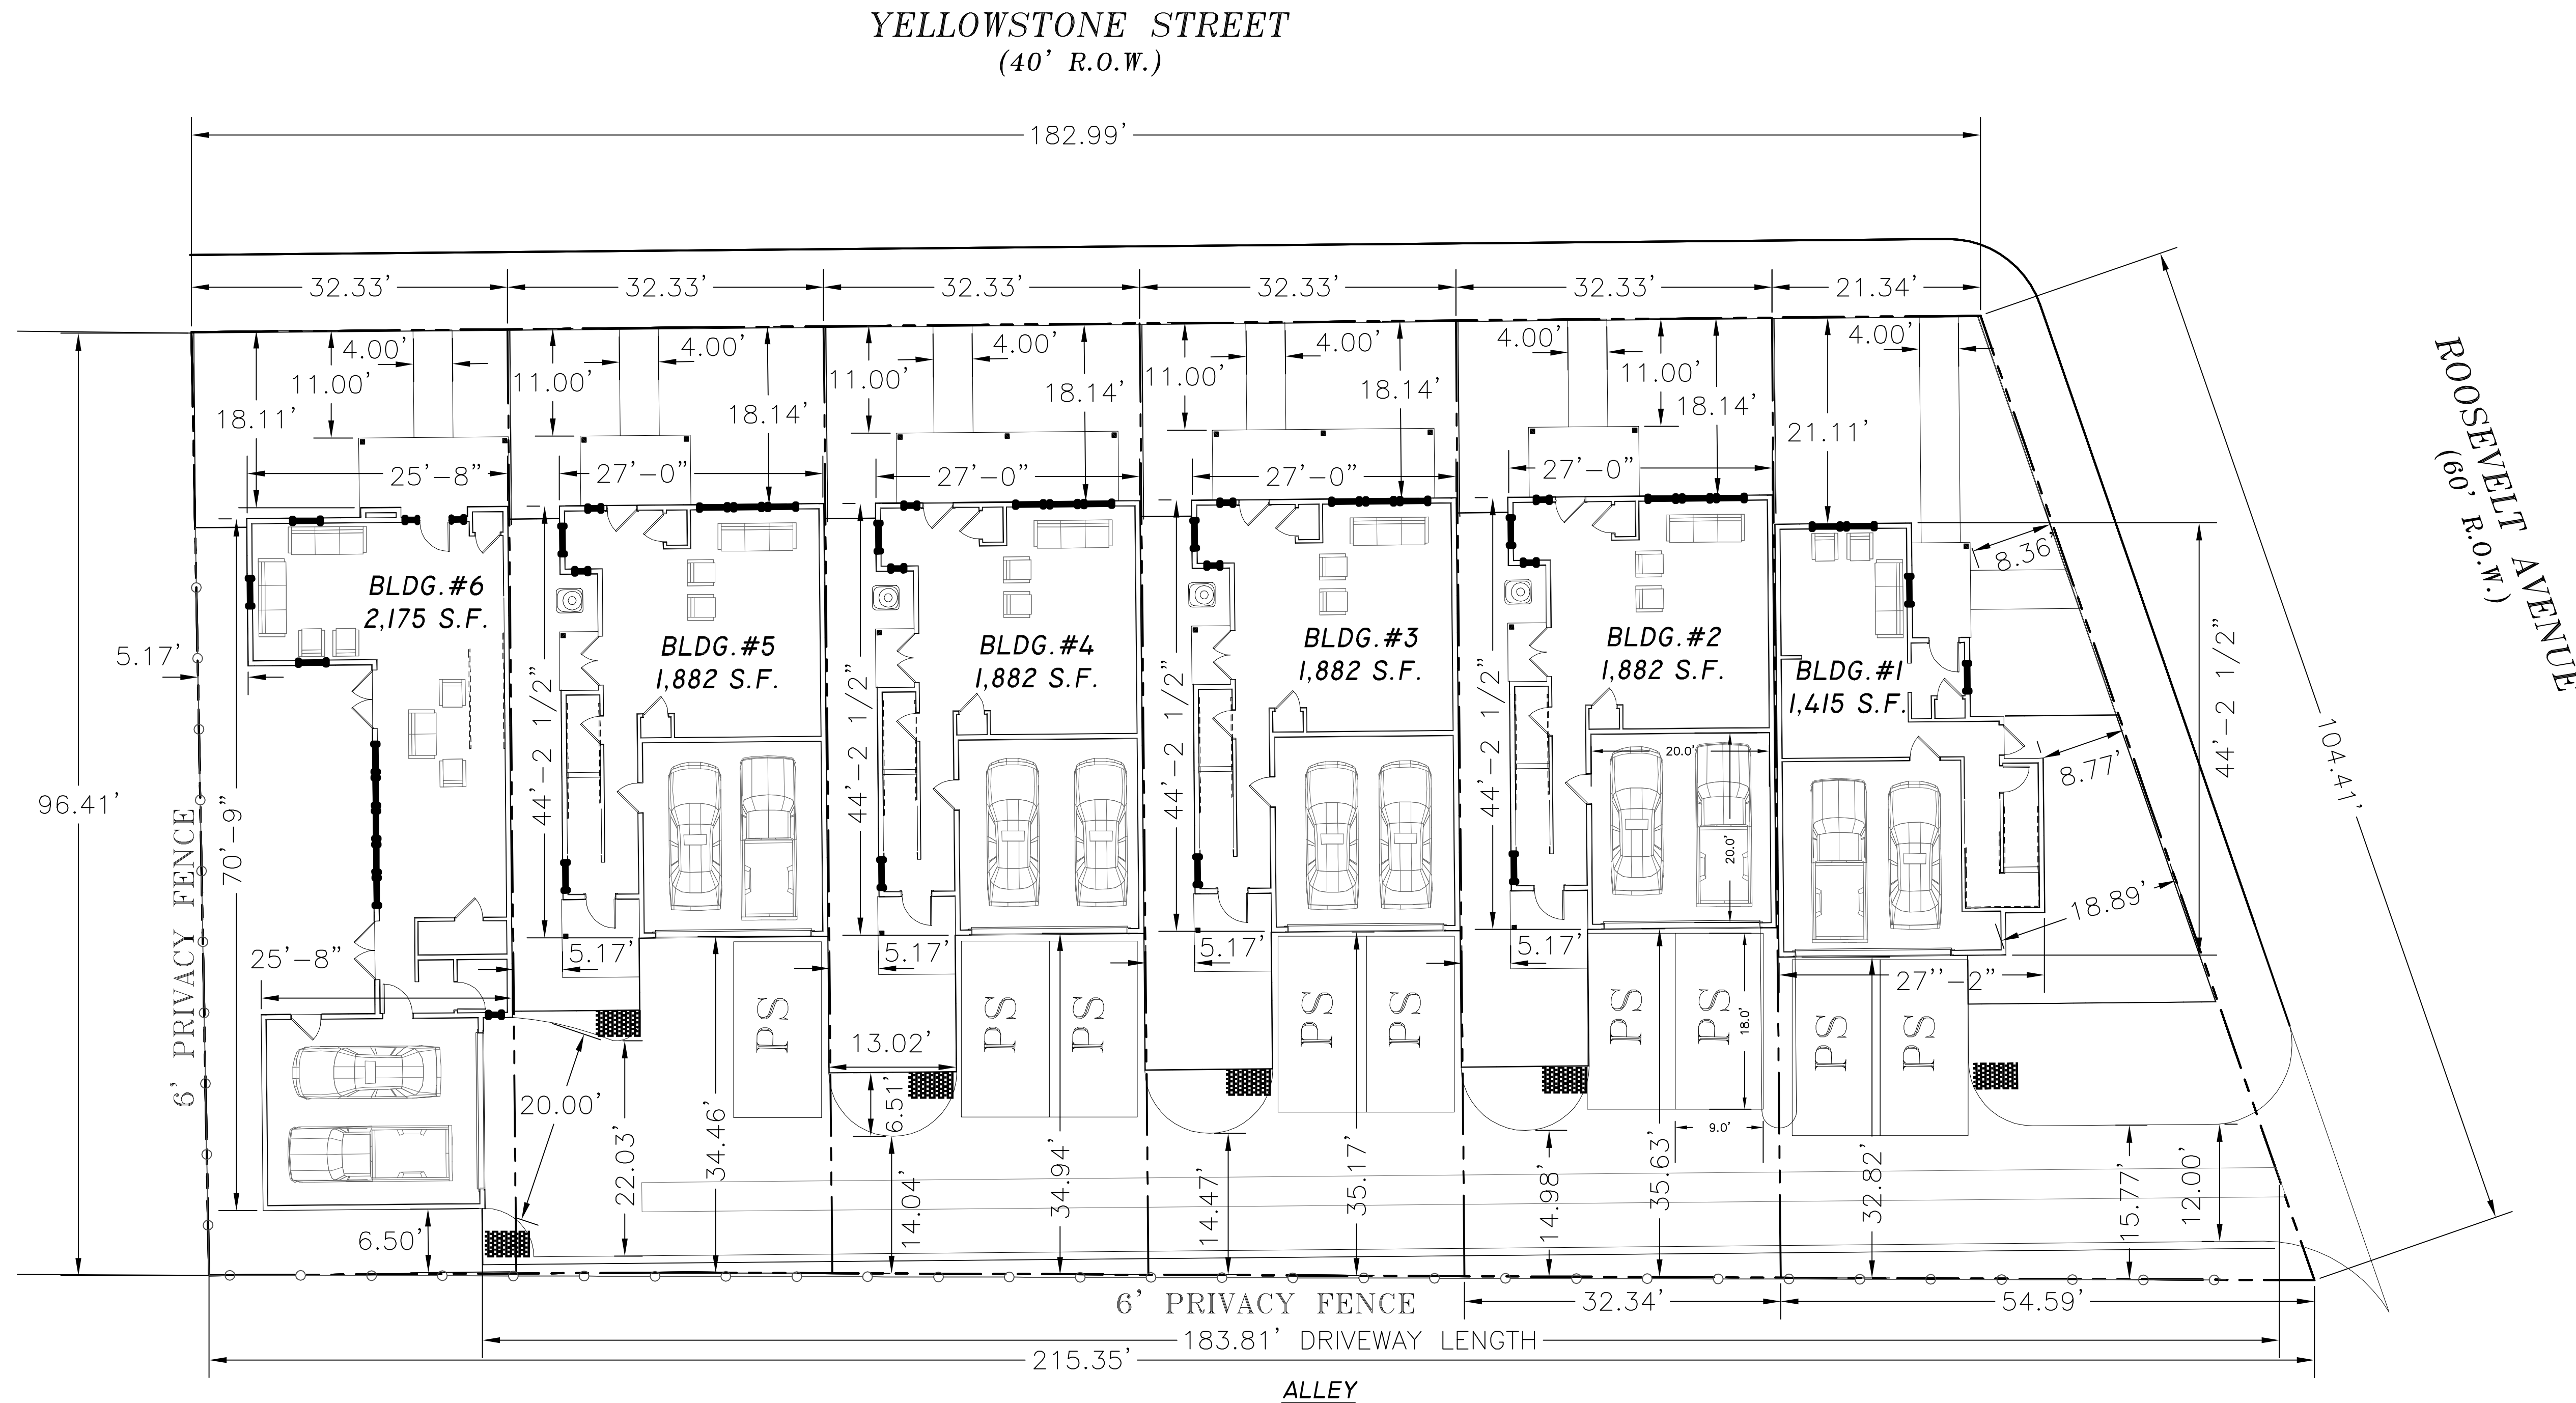 YELLOWSTONE STREET
(40' R.O.W.)
182.99'
32.33'
32.33'
32.33'
32.33'
32.33'
21.34'
4.00'
11.00'
18.11'
25'-8"
4.00'
11.00'
18.14'
27'-0"
4.00'
11.00'
18.14'
27'-0"
4.00'
11.00'
18.14'
27'-0"
4.00'
11.00'
18.14'
27'-0"
4.00'
21.11'
8.36'
ROOSEVELT AVENUE
(60' R.O.W.)
104.41'
BLDG.#6
2,175 S.F.
BLDG.#5
1,882 S.F.
BLDG.#4
1,882 S.F.
BLDG.#3
1,882 S.F.
BLDG.#2
1,882 S.F.
BLDG.#1
1,415 S.F.
5.17'
96.41'
6' PRIVACY FENCE
70'-9"
44'-2 1/2"
44'-2 1/2"
44'-2 1/2"
44'-2 1/2"
44'-2 1/2"
20.0'
20.0'
8.77'
18.89'
25'-8"
5.17'
5.17'
5.17'
5.17'
27''-2"
PS
PS
PS
PS
PS
PS
PS
PS
PS
18.0'
9.0'
13.02'
6.51'
20.00'
22.03'
34.46'
14.04'
34.94'
14.47'
35.17'
14.98'
35.63'
32.82'
15.77'
12.00'
6.50'
6' PRIVACY FENCE
32.34'
54.59'
183.81' DRIVEWAY LENGTH
215.35'
ALLEY